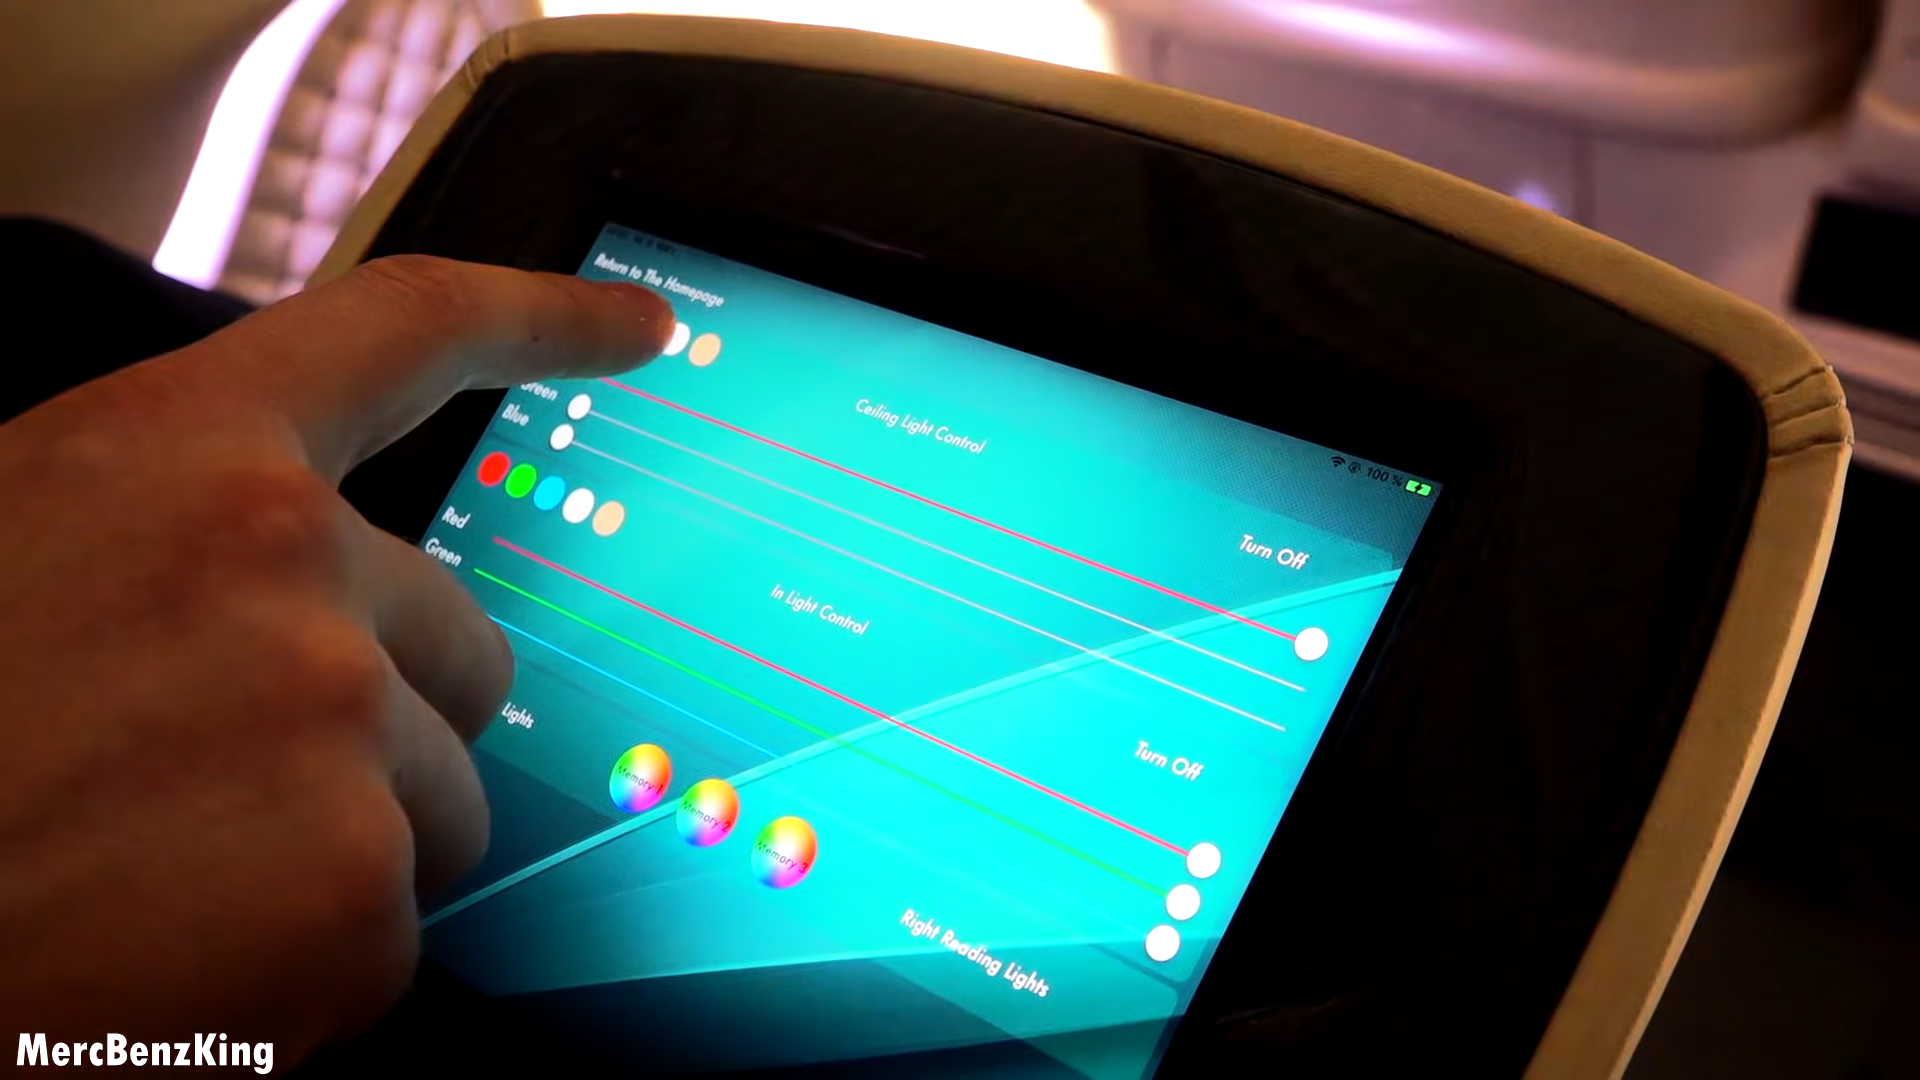 Return to The Homepage
100 %
Ceiling Light Control
Turn Off
Green
Blue
Red
Green
In Light Control
Turn Off
Lights
Memory 1
Memory 2
Memory 3
Right Reading Lights
MercBenzKing